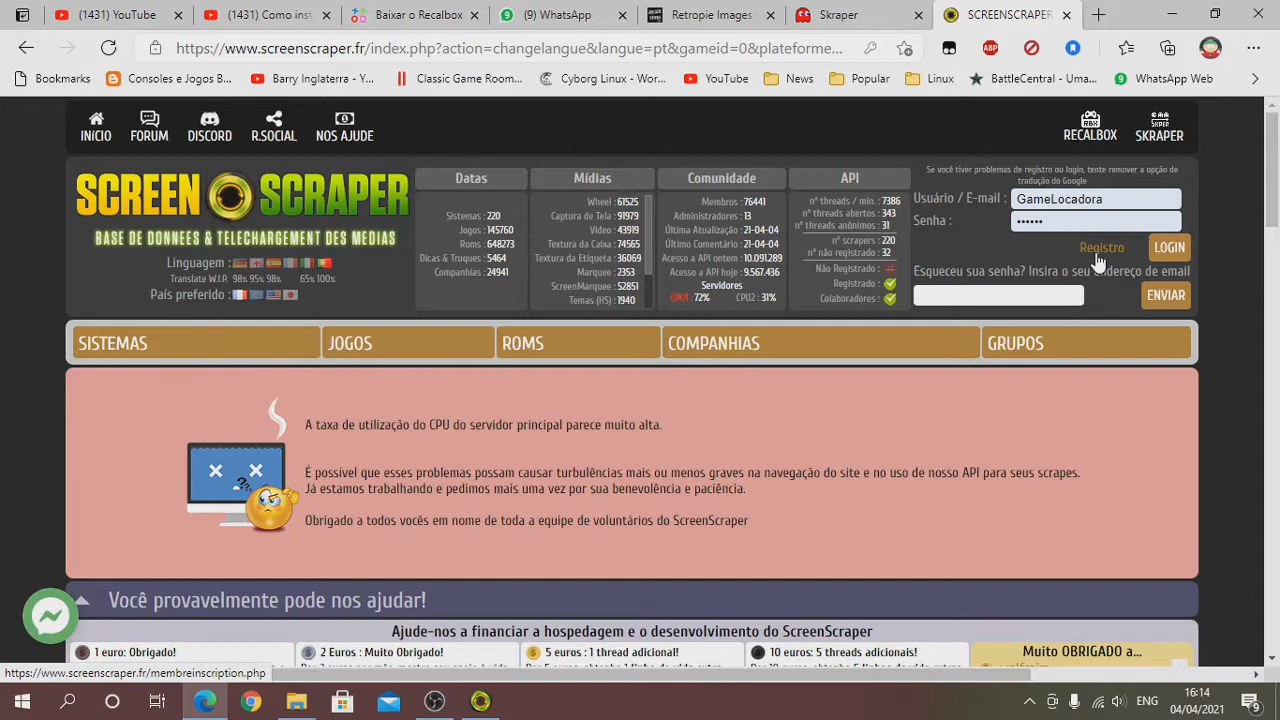 (1431) YouTube
(1431) Como inst
Baixar o Recalbox
(9) WhatsApp
Retropie Images
Skraper
SCREENSCRAPER
https://www.screenscraper.fr/index.php?action=changelangue&langue=pt&gameid=0&plateforme...
Bookmarks
Consoles e Jogos B...
Barry Inglaterra - Y...
Classic Game Room...
Cyborg Linux - Wor...
YouTube
News
Popular
Linux
BattleCentral - Uma...
WhatsApp Web
INíCIO
FORUM
DISCORD
R.SOCIAL
NOS AJUDE
RECALBOX
SKRAPER
SCREEN SCRAPER
BASE DE DONNEES & TELECHARGEMENT DES MEDIAS
Linguagem :
Translate W.I.P. 98% 95% 98% 65% 100%
País preferido :
Datas
Sistemas : 220
Jogos : 145760
Roms : 648273
Dicas & Truques : 5464
Companhias : 24941
Mídias
Wheel : 61525
Captura de Tela : 91979
Vídeo : 43919
Textura da Caixa : 74565
Textura da Etiqueta : 36069
Marquee : 2353
ScreenMarquee : 52851
Temas (HS) : 1940
Comunidade
Membros : 76441
Administradores : 13
Última Atualização : 21-04-04
Último Comentário : 21-04-04
Acesso a API ontem : 10.091.289
Acesso a API hoje : 9.567,436
Servidores
CPU1 : 72% CPU2 : 31%
API
n° threads / min. : 7386
n° threads abertos : 343
n° threads anônimos : 31
n° scrapers : 220
n° não registrado : 32
Não Registrado :
Registrado :
Colaboradores :
Se você tiver problemas de registro ou login, tente remover a opção de
tradução do Google
Usuário / E-mail : GameLocadora
Senha : ••••••
Registro
LOGIN
Esqueceu sua senha? Insira o seu endereço de email
ENVIAR
SISTEMAS
JOGOS
ROMS
COMPANHIAS
GRUPOS
A taxa de utilização do CPU do servidor principal parece muito alta.
É possível que esses problemas possam causar turbulências mais ou menos graves na navegação do site e no uso de nosso API para seus scrapes.
Já estamos trabalhando e pedimos mais uma vez por sua benevolência e paciência.
Obrigado a todos vocês em nome de toda a equipe de voluntários do ScreenScraper
Você provavelmente pode nos ajudar!
Ajude-nos a financiar a hospedagem e o desenvolvimento do ScreenScraper
1 euro: Obrigado!
2 Euros : Muito Obrigado!
5 euros : 1 thread adicional!
10 euros: 5 threads adicionais!
Muito OBRIGADO a...
https://www.screenscraper.fr/membreinscription.php
ENG
16:14
04/04/2021